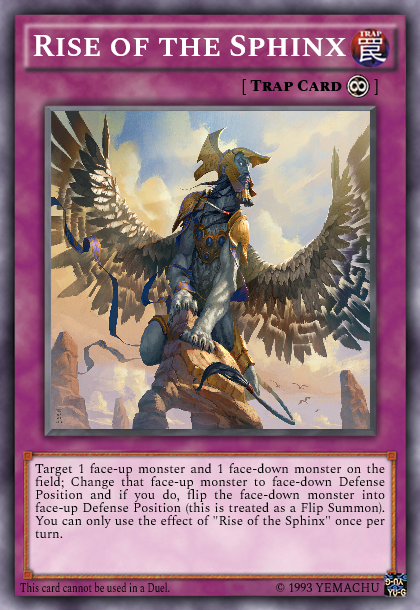 RISE OF THE SPHINX
TRAP
罠
[ TRAP CARD ]
Target 1 face-up monster and 1 face-down monster on the
field; Change that face-up monster to face-down Defense
Position and if you do, flip the face-down monster into
face-up Defense Position (this is treated as a Flip Summon).
You can only use the effect of "Rise of the Sphinx" once per
turn.
This card cannot be used in a Duel.
© 1993 YEMACHU